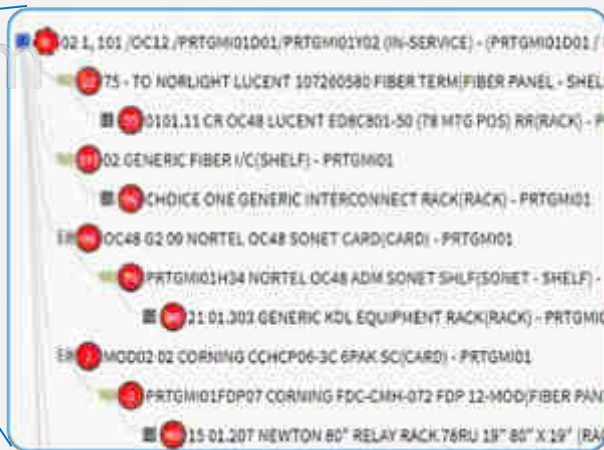 02 1, 101 /OC12 /PRTGMI01D01/PRTGMI01Y02 (IN-SERVICE) - (PRTGMI01D01 /
75 - TO NORLIGHT LUCENT 107260580 FIBER TERM(FIBER PANEL - SHEL
0101.11 CR OC48 LUCENT ED8C801-50 (78 MTG POS) RR(RACK) - P
02 GENERIC FIBER I/C(SHELF) - PRTGMI01
CHOICE ONE GENERIC INTERCONNECT RACK(RACK) - PRTGMI01
OC48 G2 09 NORTEL OC48 SONET CARD(CARD) - PRTGMI01
PRTGMI01H34 NORTEL OC48 ADM SONET SHLF(SONET - SHELF) -
21 01.303 GENERIC KDL EQUIPMENT RACK(RACK) - PRTGMI0
MOD02 02 CORNING CCHCP06-3C 6PAK SC(CARD) - PRTGMI01
PRTGMI01FDP07 CORNING FDC-CMH-072 FDP 12-MOD(FIBER PAN
15 01.207 NEWTON 80" RELAY RACK 76RU 19" 80" X 19" (RA